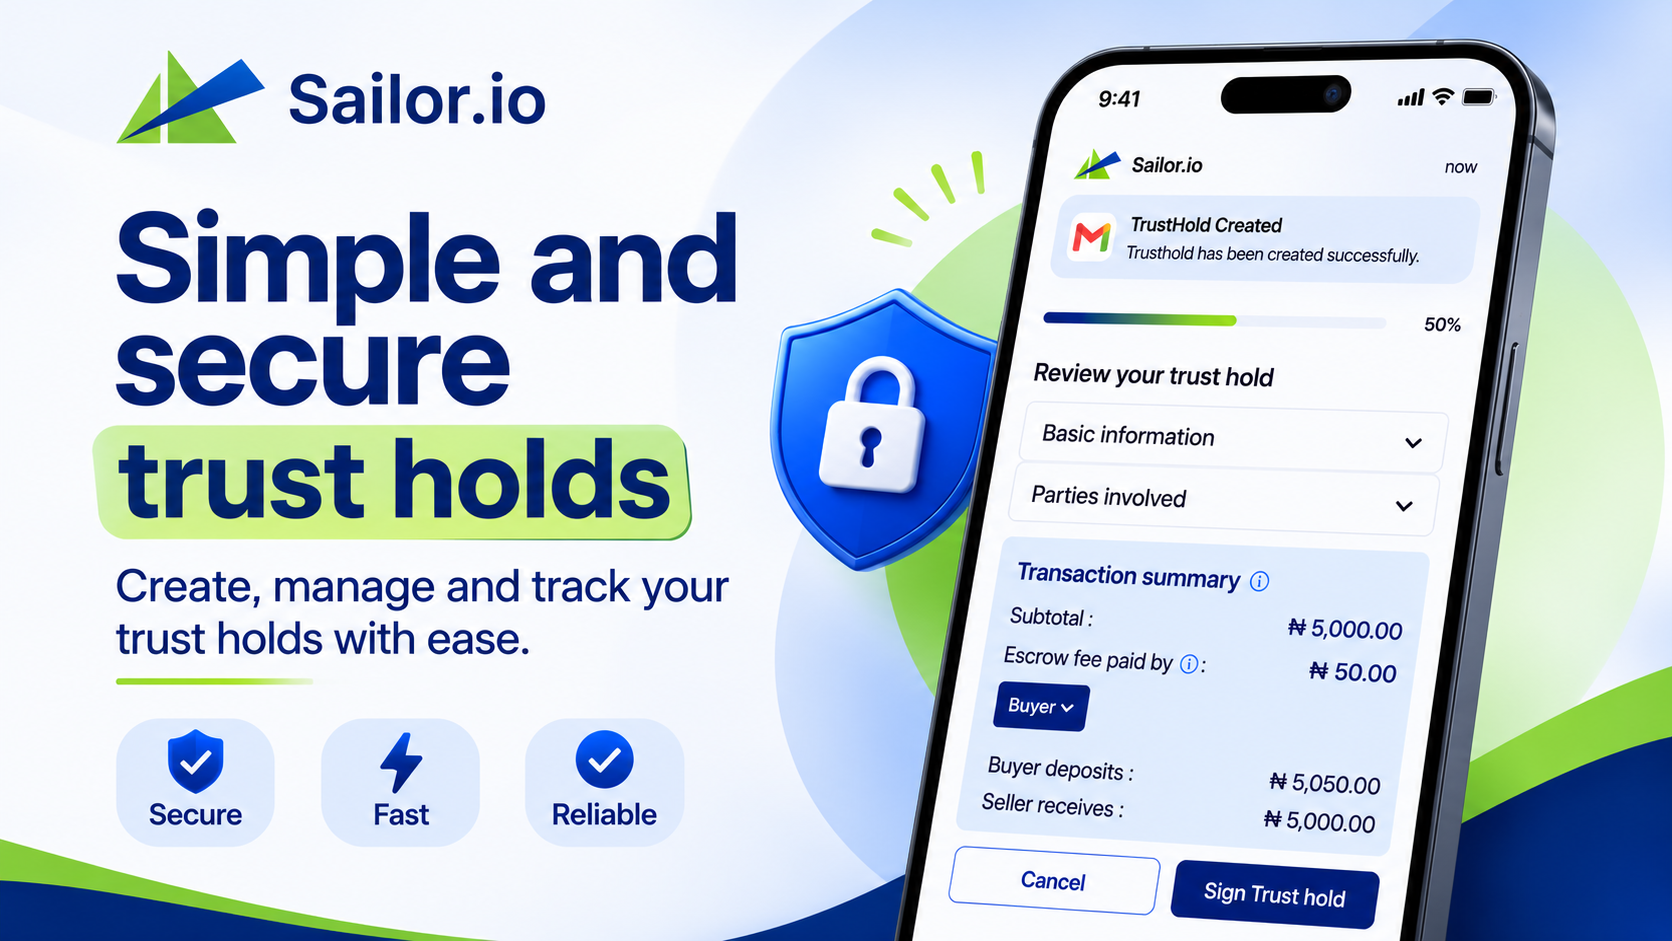 Sailor.io
Simple and
secure
trust holds
Create, manage and track your
trust holds with ease.
Secure
Fast
Reliable
9:41
Sailor.io
now
TrustHold Created
Trusthold has been created successfully.
50%
Review your trust hold
Basic information
Parties involved
Transaction summary
Subtotal : ₦ 5,000.00
Escrow fee paid by : ₦ 50.00
Buyer
Buyer deposits : ₦ 5,050.00
Seller receives : ₦ 5,000.00
Cancel
Sign Trust hold